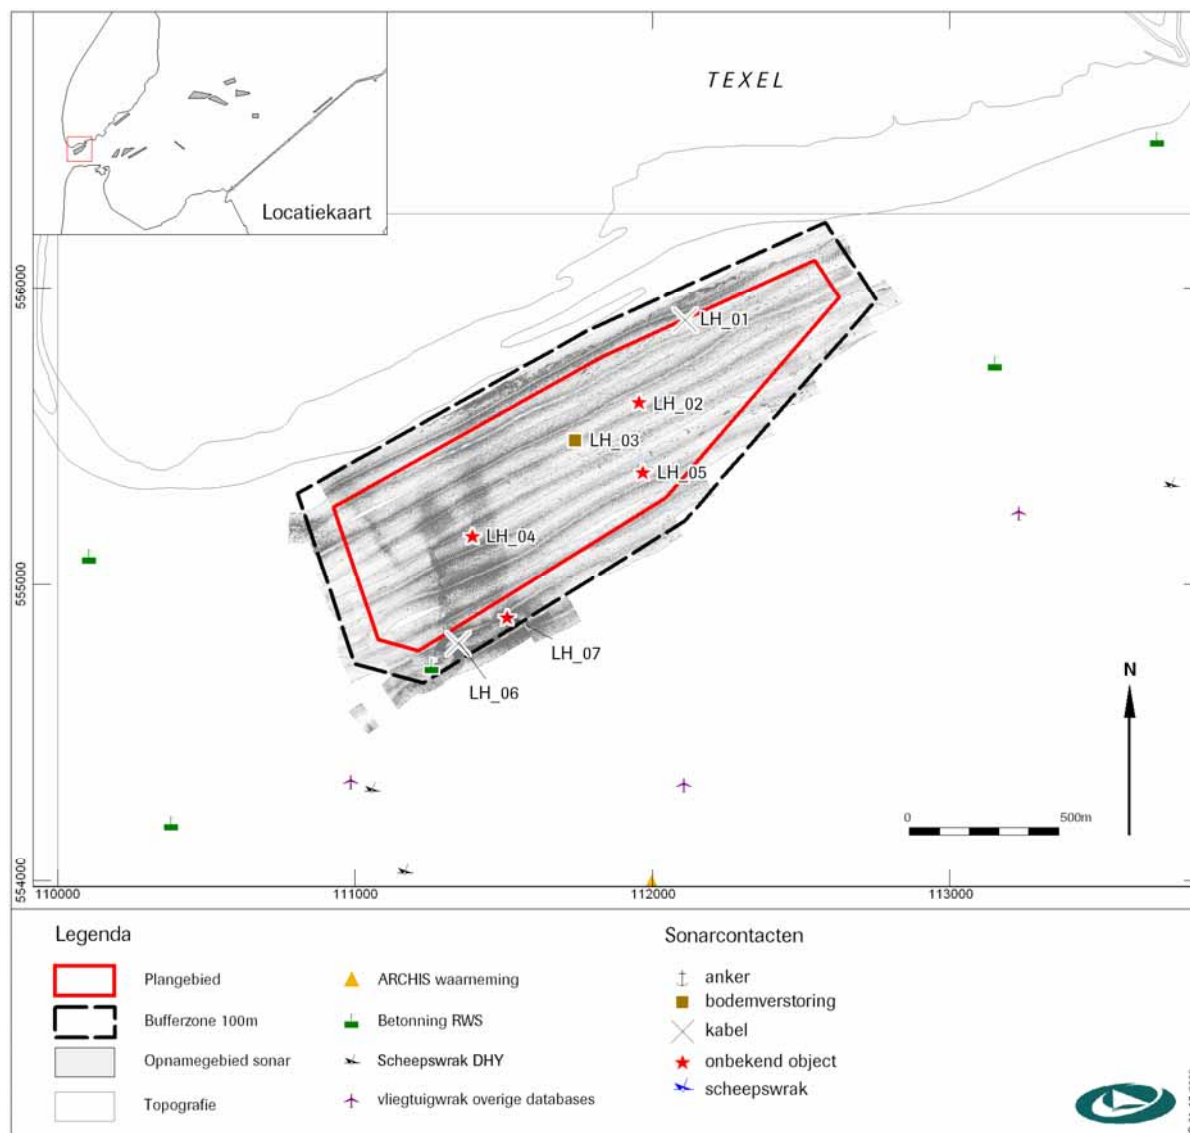 TEXEL
Locatiekaart
556000
555000
554000
LH_01
LH_02
LH_03
LH_05
LH_04
LH_07
LH_06
N
0 500m
110000 111000 112000 113000
Legenda
Plangebied
Bufferzone 100m
Opnamegebied sonar
Topografie
ARCHIS waarneming
Betonning RWS
Scheepswrak DHY
vliegtuigwrak overige databases
Sonarcontacten
anker
bodemverstoring
kabel
onbekend object
scheepswrak